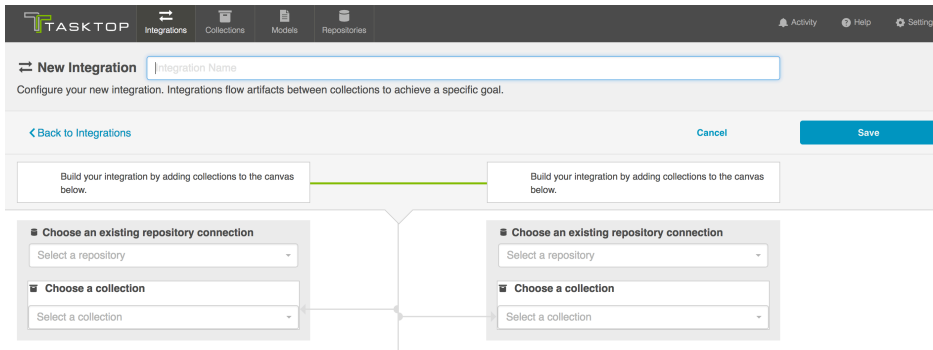 TASKTOP
Integrations
Collections
Models
Repositories
Activity
Help
Setting
New Integration
Integration Name
Configure your new integration. Integrations flow artifacts between collections to achieve a specific goal.
Back to Integrations
Cancel
Save
Build your integration by adding collections to the canvas
below.
Build your integration by adding collections to the canvas
below.
Choose an existing repository connection
Select a repository
Choose a collection
Select a collection
Choose an existing repository connection
Select a repository
Choose a collection
Select a collection